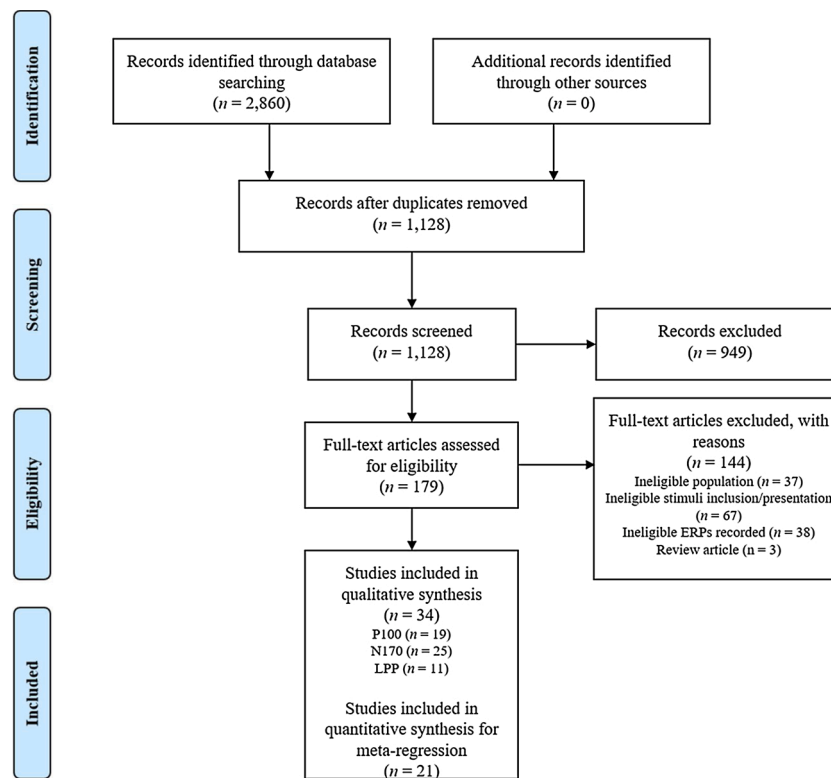 Identification
Records identified through database
searching
(n = 2,860)
Additional records identified
through other sources
(n = 0)
Records after duplicates removed
(n = 1,128)
Screening
Records screened
(n = 1,128)
Records excluded
(n = 949)
Eligibility
Full-text articles assessed
for eligibility
(n = 179)
Full-text articles excluded, with
reasons
(n = 144)
Ineligible population (n = 37)
Ineligible stimuli inclusion/presentation
(n = 67)
Ineligible ERPs recorded (n = 38)
Review article (n = 3)
Included
Studies included in
qualitative synthesis
(n = 34)
P100 (n = 19)
N170 (n = 25)
LPP (n = 11)
Studies included in
quantitative synthesis for
meta-regression
(n = 21)